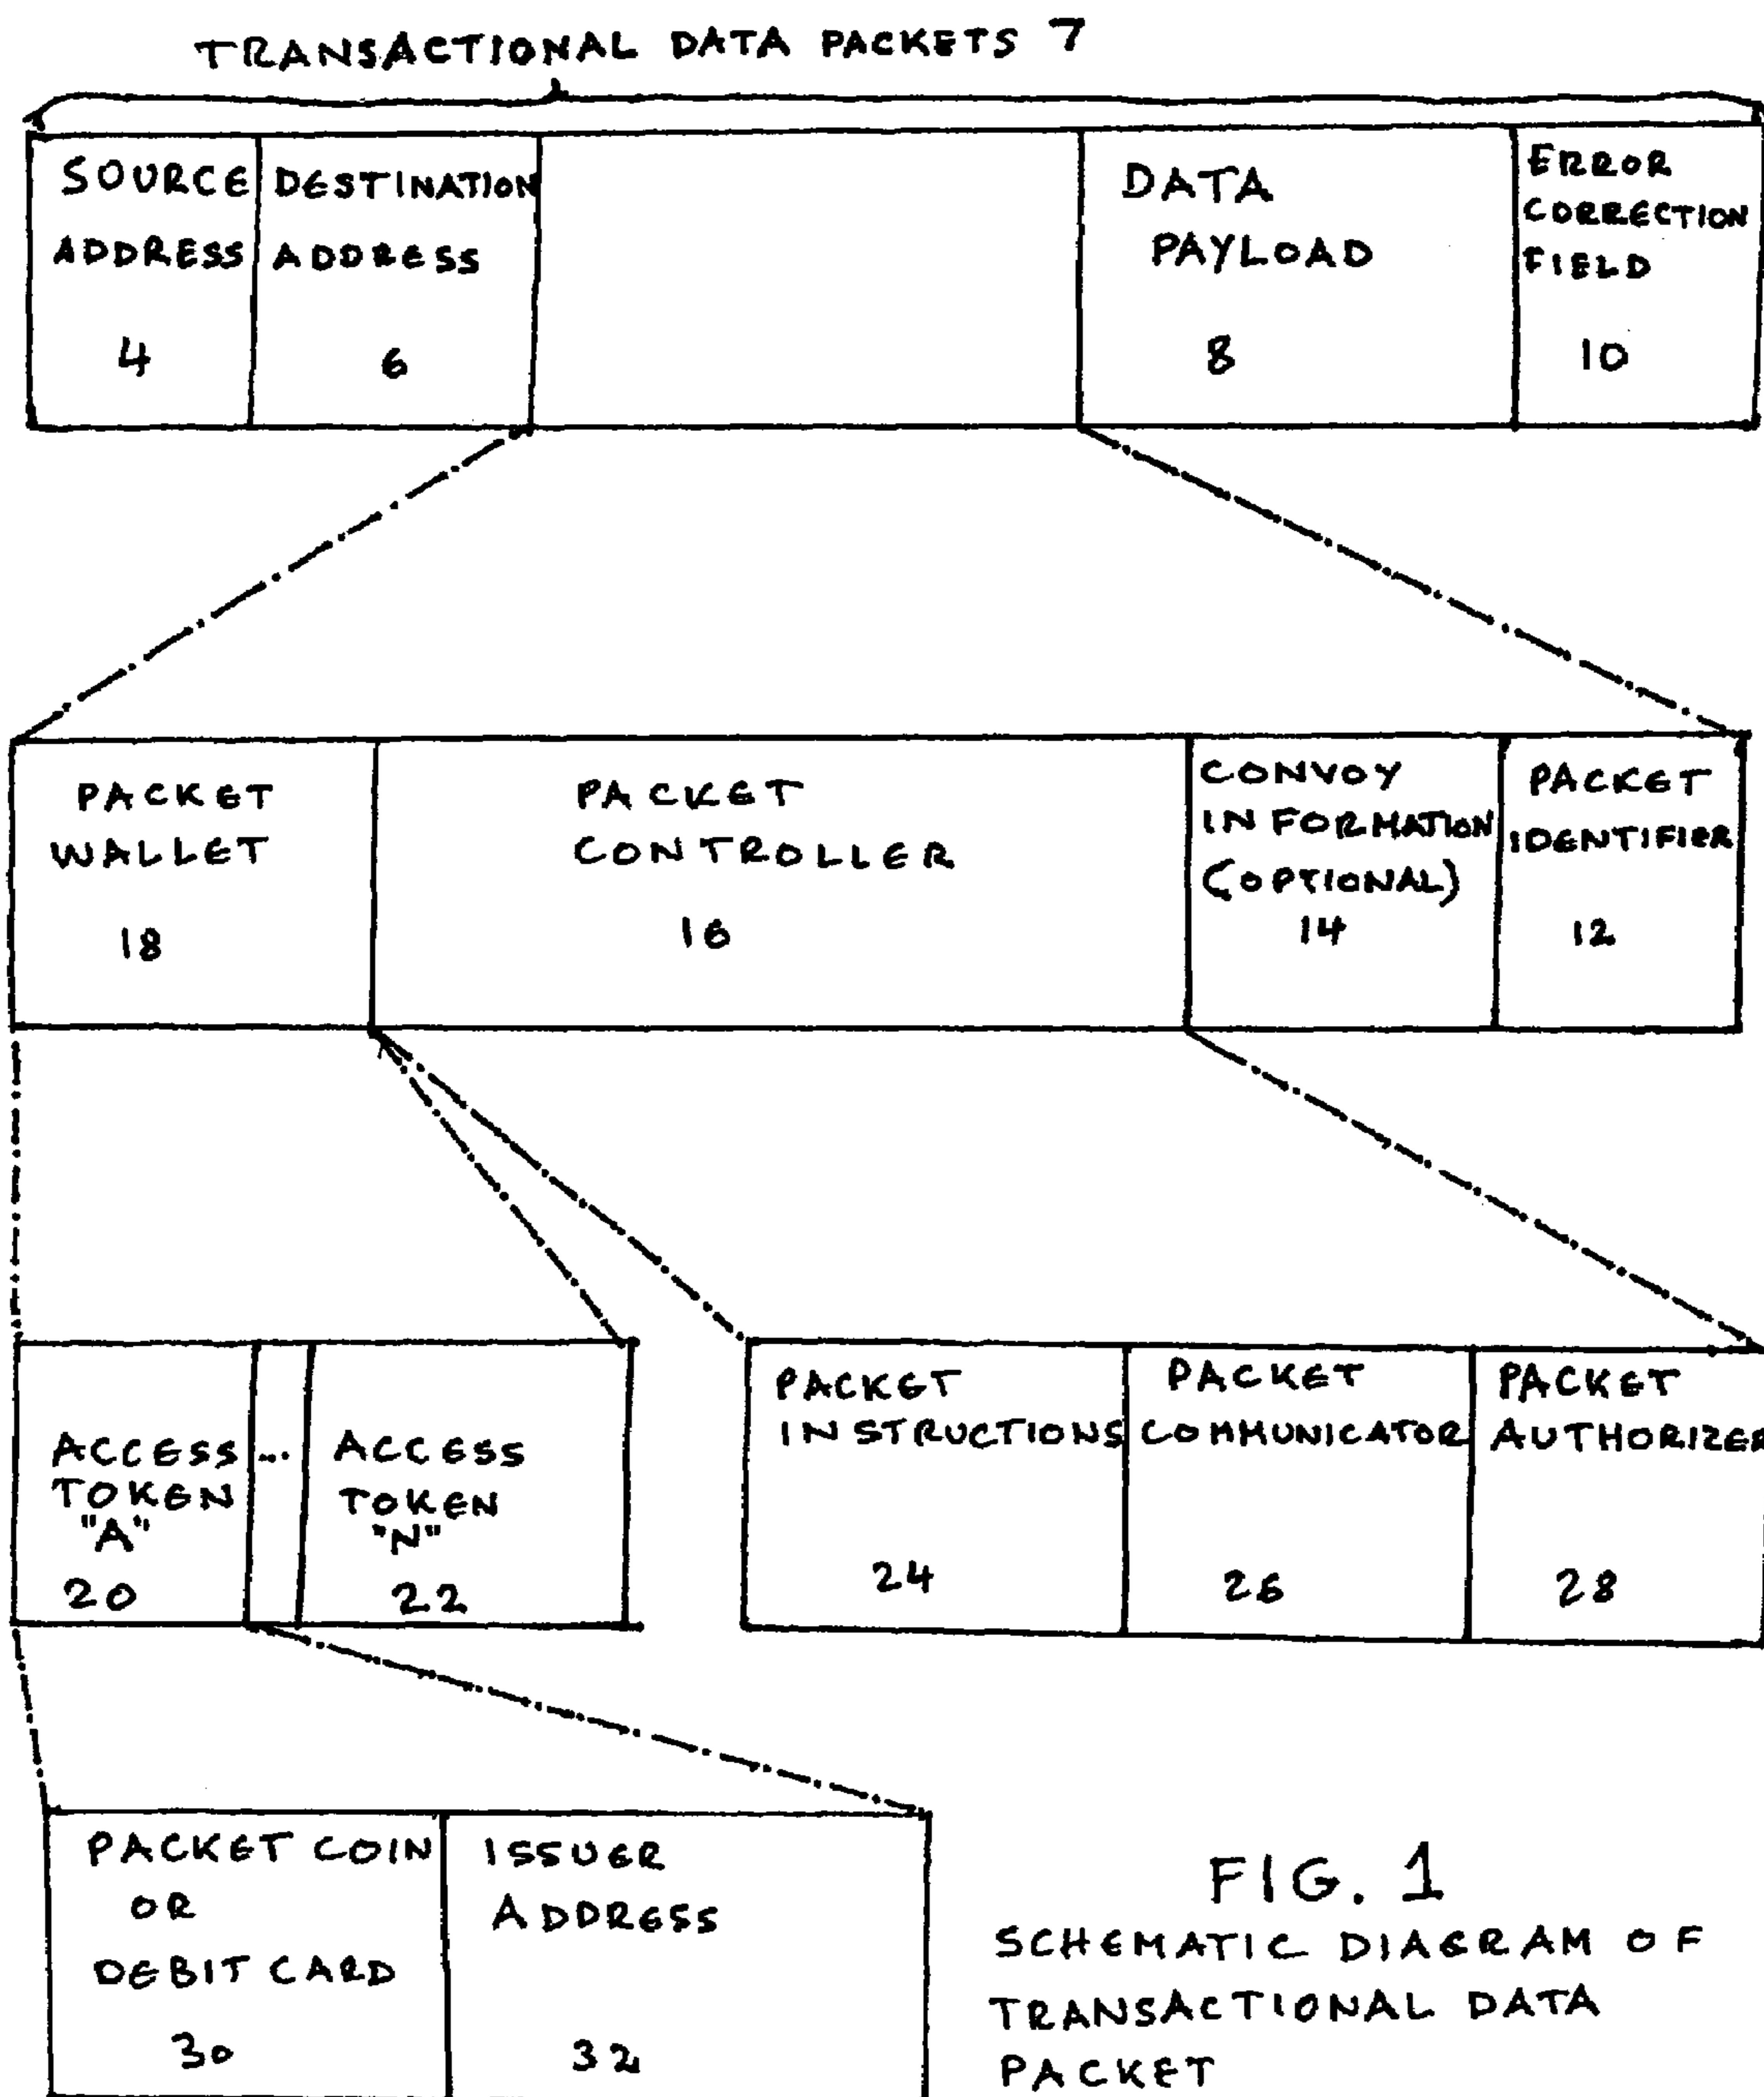 TRANSACTIONAL DATA PACKETS 7
SOURCE
ADDRESS
4
DESTINATION
ADDRESS
6
DATA
PAYLOAD
8
ERROR
CORRECTION
FIELD
10
PACKET
WALLET
18
PACKET
CONTROLLER
16
CONVOY
INFORMATION
(OPTIONAL)
14
PACKET
IDENTIFIER
12
ACCESS
TOKEN
"A"
20
...
ACCESS
TOKEN
"N"
22
PACKET
INSTRUCTIONS
24
PACKET
COMMUNICATOR
26
PACKET
AUTHORIZER
28
PACKET COIN
OR
DEBIT CARD
30
ISSUER
ADDRESS
32
FIG. 1
SCHEMATIC DIAGRAM OF
TRANSACTIONAL DATA
PACKET